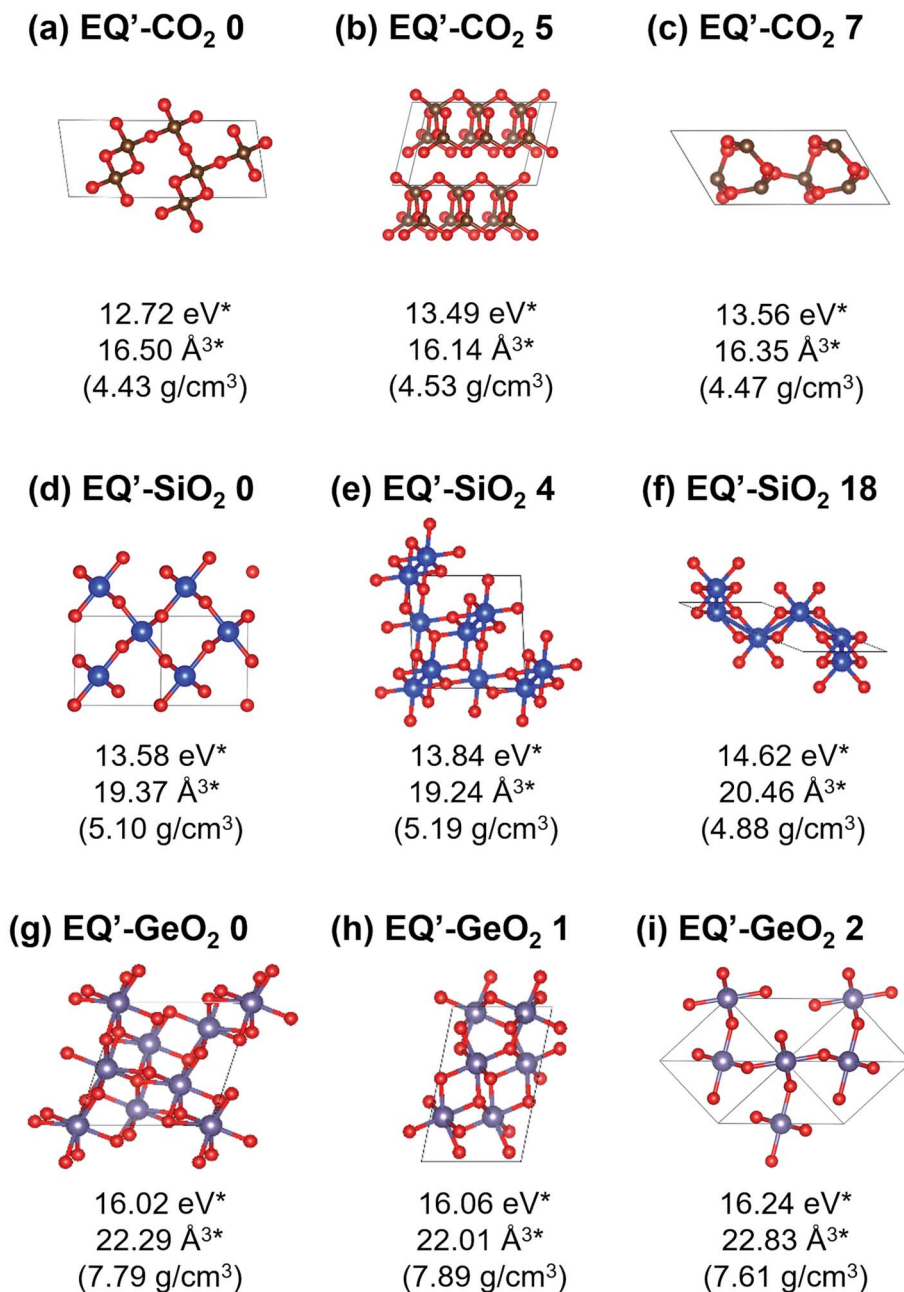 (a) EQ’-CO₂ 0
(b) EQ’-CO₂ 5
(c) EQ’-CO₂ 7
12.72 eV*
16.50 Å³*
(4.43 g/cm³)
13.49 eV*
16.14 Å³*
(4.53 g/cm³)
13.56 eV*
16.35 Å³*
(4.47 g/cm³)
(d) EQ’-SiO₂ 0
(e) EQ’-SiO₂ 4
(f) EQ’-SiO₂ 18
13.58 eV*
19.37 Å³*
(5.10 g/cm³)
13.84 eV*
19.24 Å³*
(5.19 g/cm³)
14.62 eV*
20.46 Å³*
(4.88 g/cm³)
(g) EQ’-GeO₂ 0
(h) EQ’-GeO₂ 1
(i) EQ’-GeO₂ 2
16.02 eV*
22.29 Å³*
(7.79 g/cm³)
16.06 eV*
22.01 Å³*
(7.89 g/cm³)
16.24 eV*
22.83 Å³*
(7.61 g/cm³)